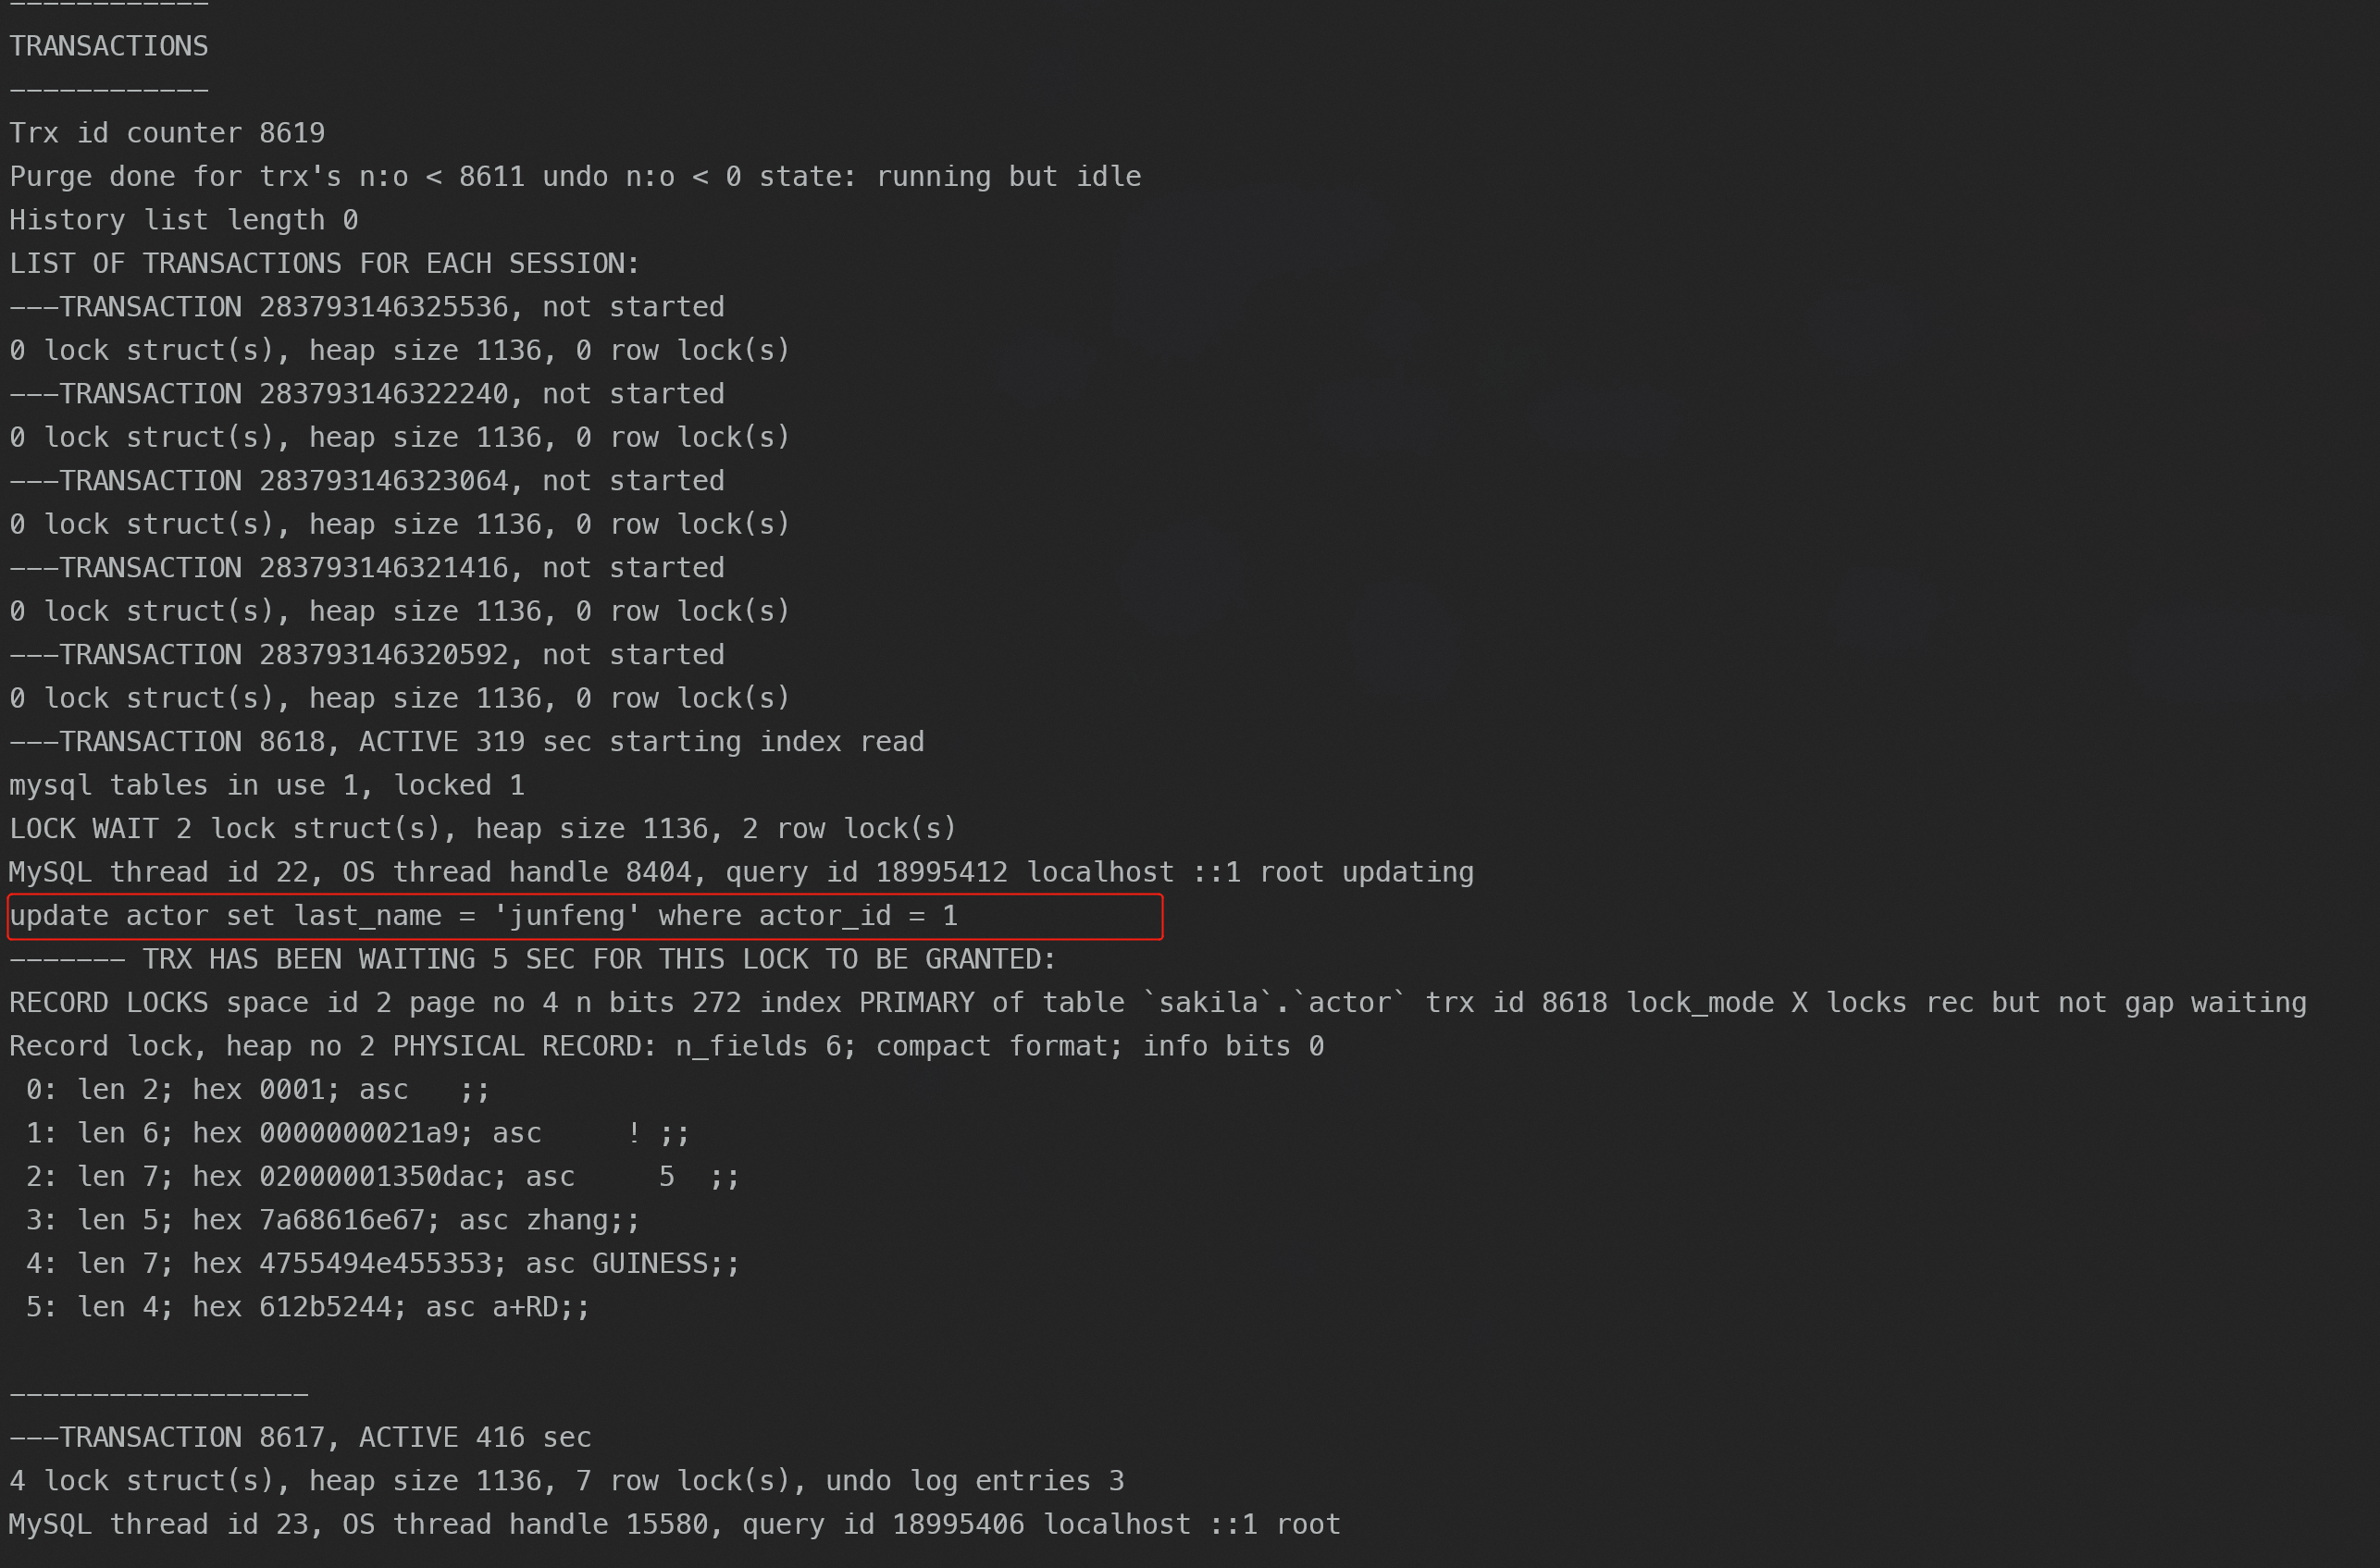 ------------
TRANSACTIONS
------------
Trx id counter 8619
Purge done for trx's n:o < 8611 undo n:o < 0 state: running but idle
History list length 0
LIST OF TRANSACTIONS FOR EACH SESSION:
---TRANSACTION 283793146325536, not started
0 lock struct(s), heap size 1136, 0 row lock(s)
---TRANSACTION 283793146322240, not started
0 lock struct(s), heap size 1136, 0 row lock(s)
---TRANSACTION 283793146323064, not started
0 lock struct(s), heap size 1136, 0 row lock(s)
---TRANSACTION 283793146321416, not started
0 lock struct(s), heap size 1136, 0 row lock(s)
---TRANSACTION 283793146320592, not started
0 lock struct(s), heap size 1136, 0 row lock(s)
---TRANSACTION 8618, ACTIVE 319 sec starting index read
mysql tables in use 1, locked 1
LOCK WAIT 2 lock struct(s), heap size 1136, 2 row lock(s)
MySQL thread id 22, OS thread handle 8404, query id 18995412 localhost ::1 root updating
update actor set last_name = 'junfeng' where actor_id = 1
------- TRX HAS BEEN WAITING 5 SEC FOR THIS LOCK TO BE GRANTED:
RECORD LOCKS space id 2 page no 4 n bits 272 index PRIMARY of table `sakila`.`actor` trx id 8618 lock_mode X locks rec but not gap waiting
Record lock, heap no 2 PHYSICAL RECORD: n_fields 6; compact format; info bits 0
 0: len 2; hex 0001; asc   ;;
 1: len 6; hex 0000000021a9; asc     ! ;;
 2: len 7; hex 02000001350dac; asc     5  ;;
 3: len 5; hex 7a68616e67; asc zhang;;
 4: len 7; hex 4755494e455353; asc GUINESS;;
 5: len 4; hex 612b5244; asc a+RD;;
------------------
---TRANSACTION 8617, ACTIVE 416 sec
4 lock struct(s), heap size 1136, 7 row lock(s), undo log entries 3
MySQL thread id 23, OS thread handle 15580, query id 18995406 localhost ::1 root